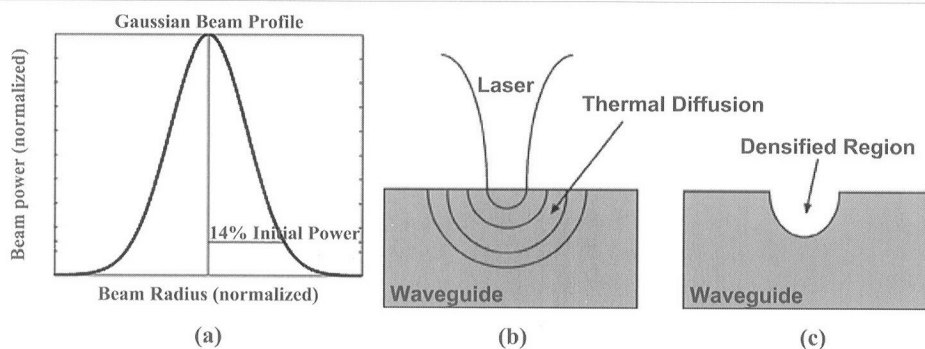 Gaussian Beam Profile
Beam power (normalized)
14% Initial Power
Beam Radius (normalized)
(a)
Laser
Thermal Diffusion
Waveguide
(b)
Densified Region
Waveguide
(c)